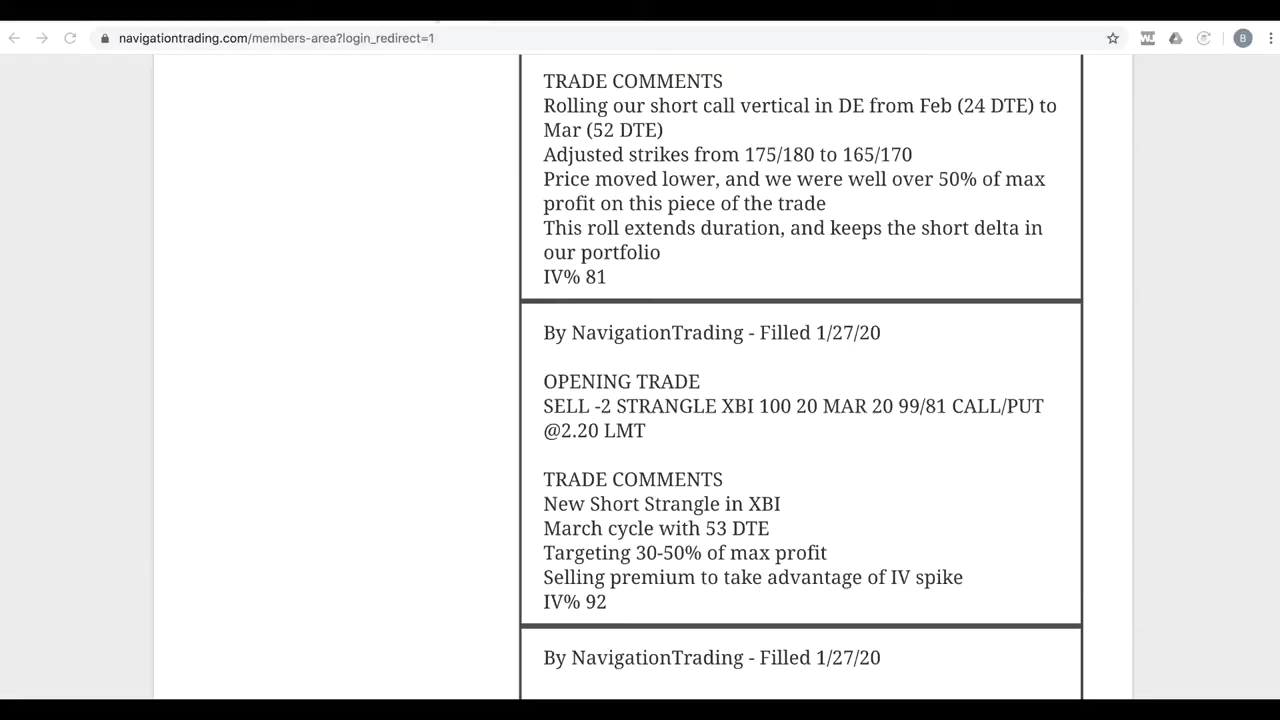 navigationtrading.com/members-area?login_redirect=1
B
TRADE COMMENTS
Rolling our short call vertical in DE from Feb (24 DTE) to
Mar (52 DTE)
Adjusted strikes from 175/180 to 165/170
Price moved lower, and we were well over 50% of max
profit on this piece of the trade
This roll extends duration, and keeps the short delta in
our portfolio
IV% 81
By NavigationTrading - Filled 1/27/20
OPENING TRADE
SELL -2 STRANGLE XBI 100 20 MAR 20 99/81 CALL/PUT
@2.20 LMT
TRADE COMMENTS
New Short Strangle in XBI
March cycle with 53 DTE
Targeting 30-50% of max profit
Selling premium to take advantage of IV spike
IV% 92
By NavigationTrading - Filled 1/27/20